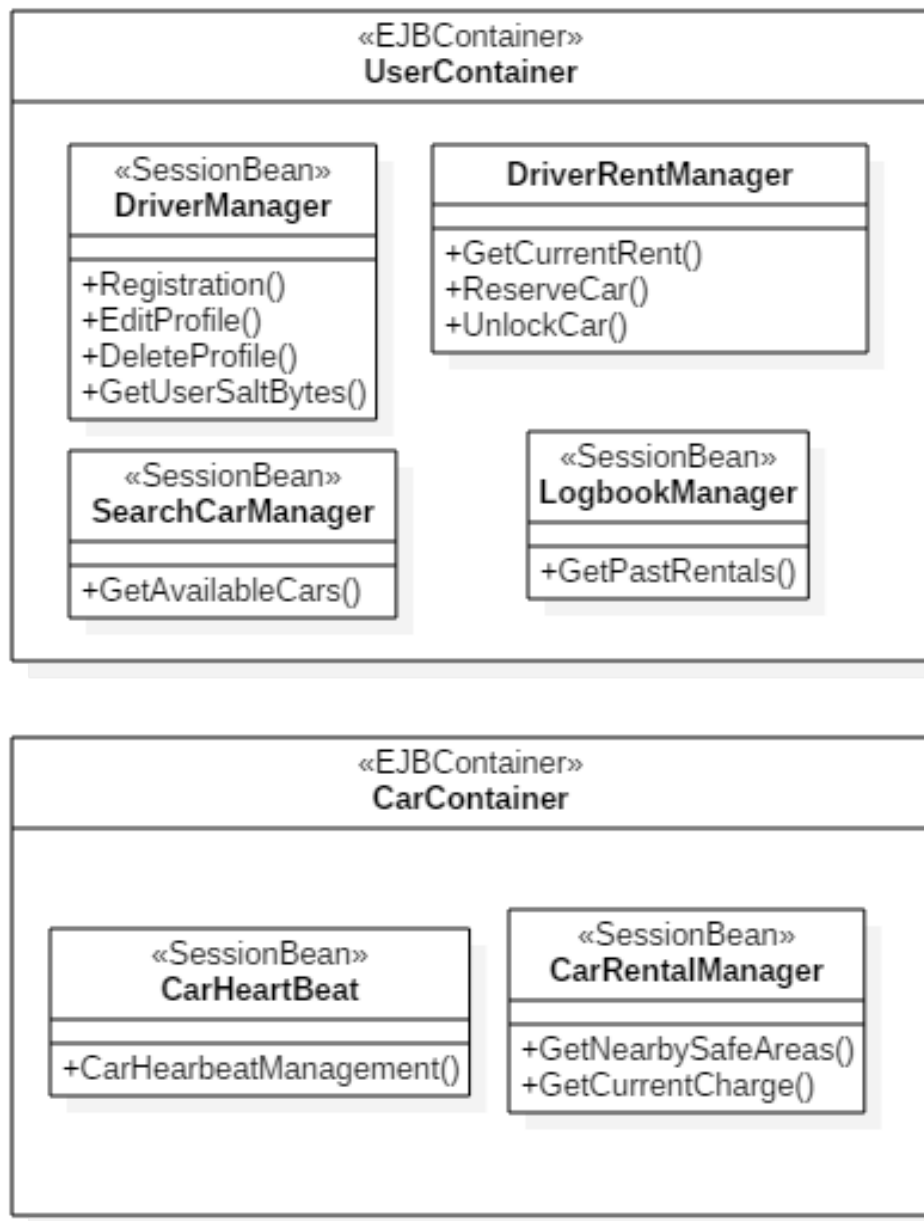 «EJBContainer»
UserContainer
«SessionBean»
DriverManager
+Registration()
+EditProfile()
+DeleteProfile()
+GetUserSaltBytes()
DriverRentManager
+GetCurrentRent()
+ReserveCar()
+UnlockCar()
«SessionBean»
SearchCarManager
+GetAvailableCars()
«SessionBean»
LogbookManager
+GetPastRentals()
«EJBContainer»
CarContainer
«SessionBean»
CarHeartBeat
+CarHearbeatManagement()
«SessionBean»
CarRentalManager
+GetNearbySafeAreas()
+GetCurrentCharge()